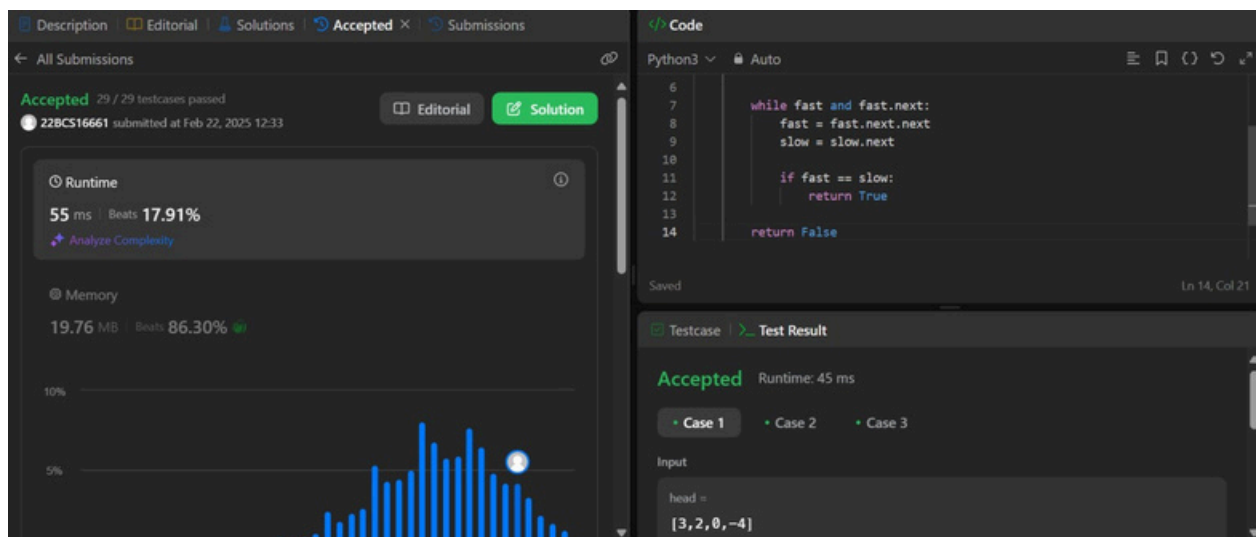 Description Editorial Solutions Accepted × Submissions
← All Submissions
Accepted 29 / 29 testcases passed
22BCS16661 submitted at Feb 22, 2025 12:33
Editorial
Solution
Runtime
55 ms Beats 17.91%
Analyze Complexity
Memory
19.76 MB Beats 86.30%
10%
5%
</> Code
Python3 Auto
6
7 while fast and fast.next:
8 fast = fast.next.next
9 slow = slow.next
10
11 if fast == slow:
12 return True
13
14 return False
Saved Ln 14, Col 21
Testcase >_ Test Result
Accepted Runtime: 45 ms
• Case 1 • Case 2 • Case 3
Input
head =
[3,2,0,-4]